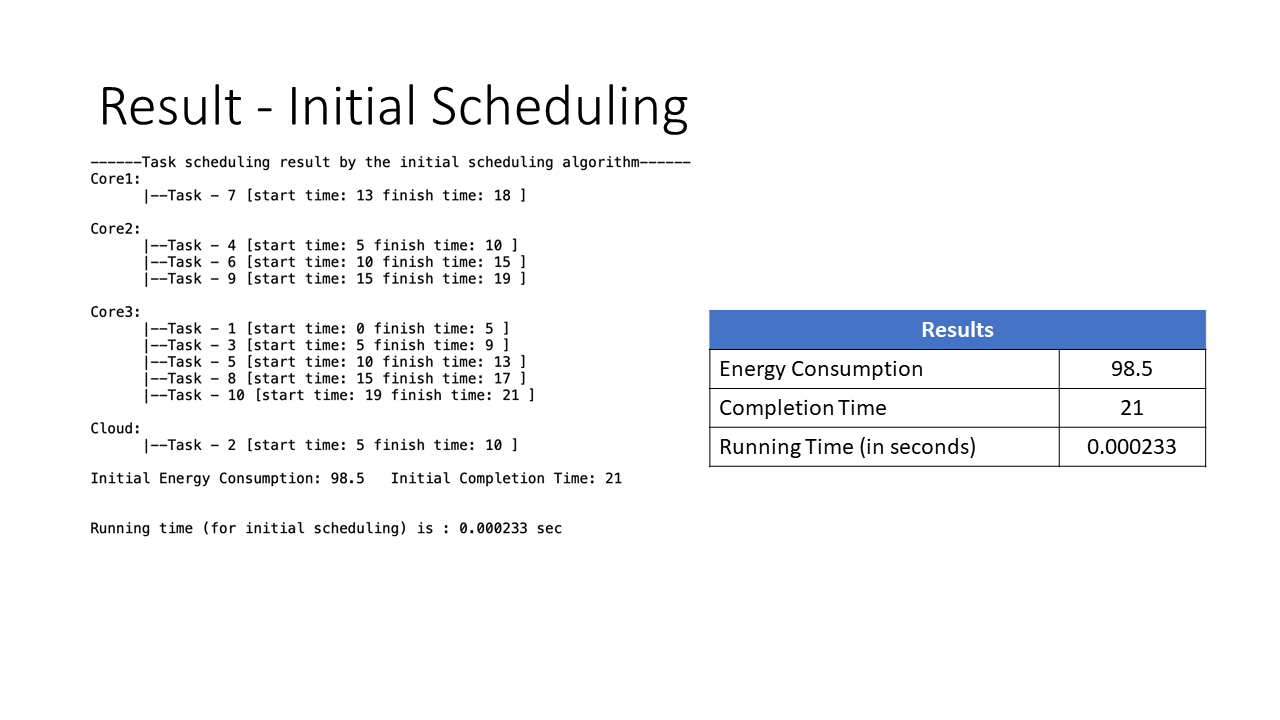 Result - Initial Scheduling
------Task scheduling result by the initial scheduling algorithm------
Core1:
|--Task - 7 [start time: 13 finish time: 18 ]
Core2:
|--Task - 4 [start time: 5 finish time: 10 ]
|--Task - 6 [start time: 10 finish time: 15 ]
|--Task - 9 [start time: 15 finish time: 19 ]
Core3:
|--Task - 1 [start time: 0 finish time: 5 ]
|--Task - 3 [start time: 5 finish time: 9 ]
|--Task - 5 [start time: 10 finish time: 13 ]
|--Task - 8 [start time: 15 finish time: 17 ]
|--Task - 10 [start time: 19 finish time: 21 ]
Cloud:
|--Task - 2 [start time: 5 finish time: 10 ]
Initial Energy Consumption: 98.5   Initial Completion Time: 21
Running time (for initial scheduling) is : 0.000233 sec
Results
Energy Consumption 98.5
Completion Time 21
Running Time (in seconds) 0.000233